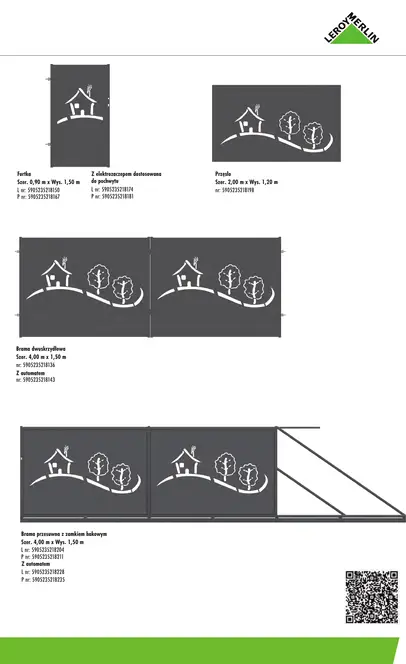 LEROY MERLIN
Furtka
Szer. 0,90 m x Wys. 1,50 m
L nr: 5905235218150
P nr: 5905235218167
Z elektrozaczepem dostosowana
do pochwytu
L nr: 5905235218174
P nr: 5905235218181
Przęsło
Szer. 2,00 m x Wys. 1,20 m
nr: 5905235218198
Brama dwuskrzydłowa
Szer. 4,00 m x 1,50 m
nr: 5905235218136
Z automatem
nr: 5905235218143
Brama przesuwna z zamkiem hakowym
Szer. 4,00 m x Wys. 1,50 m
L nr: 5905235218204
P nr: 5905235218211
Z automatem
L nr: 5905235218228
P nr: 5905235218235